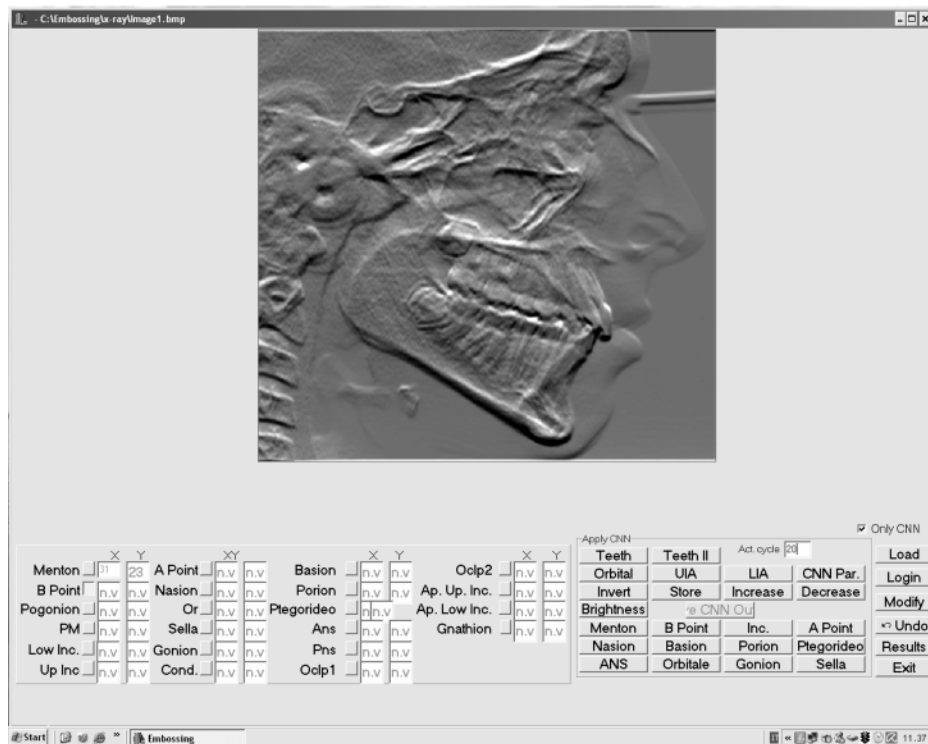 - C:\Embossing\x-ray\Image1.bmp
Only CNN
X Y XY X Y X Y
Menton 31 23 A Point n.v n.v Basion n.v n.v Oclp2 n.v n.v
B Point n.v n.v Nasion n.v n.v Porion n.v n.v Ap. Up. Inc. n.v n.v
Pogonion n.v n.v Or n.v n.v Ptegorideo n n.v Ap. Low Inc. n.v n.v
PM n.v n.v Sella n.v n.v Ans n.v n.v Gnathion n.v n.v
Low Inc. n.v n.v Gonion n.v n.v Pns n.v n.v
Up Inc n.v n.v Cond. n.v n.v Oclp1 n.v n.v
Apply CNN
Teeth Teeth II Act. cycle 20
Orbital UIA LIA CNN Par.
Invert Store Increase Decrease
Brightness re CNN Ou
Menton B Point Inc. A Point
Nasion Basion Porion Ptegorideo
ANS Orbitale Gonion Sella
Load
Login
Modify
Undo
Results
Exit
Start » Embossing « 11.37